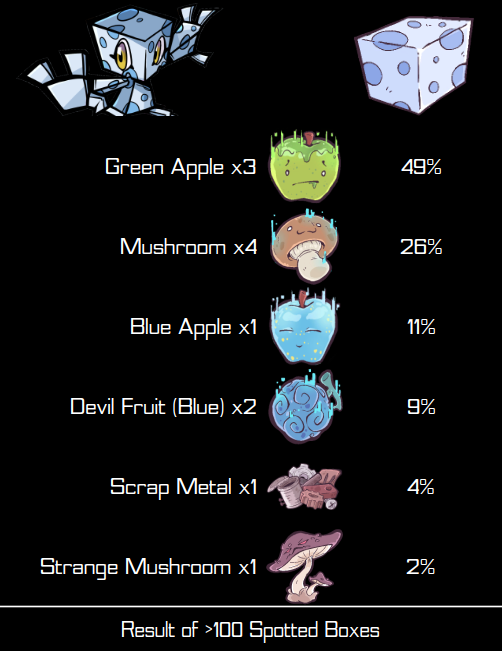 Green Apple x3 49%
Mushroom x4 26%
Blue Apple x1 11%
Devil Fruit (Blue) x2 9%
Scrap Metal x1 4%
Strange Mushroom x1 2%
Result of >100 Spotted Boxes